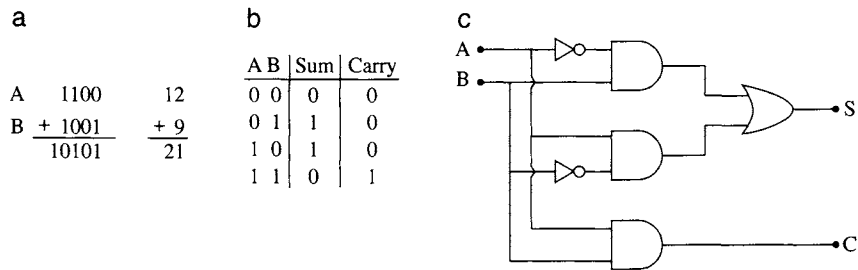 a
A 1100 12
B + 1001 + 9
10101 21
b
A B Sum Carry
0 0 0 0
0 1 1 0
1 0 1 0
1 1 0 1
c
A
B
S
C